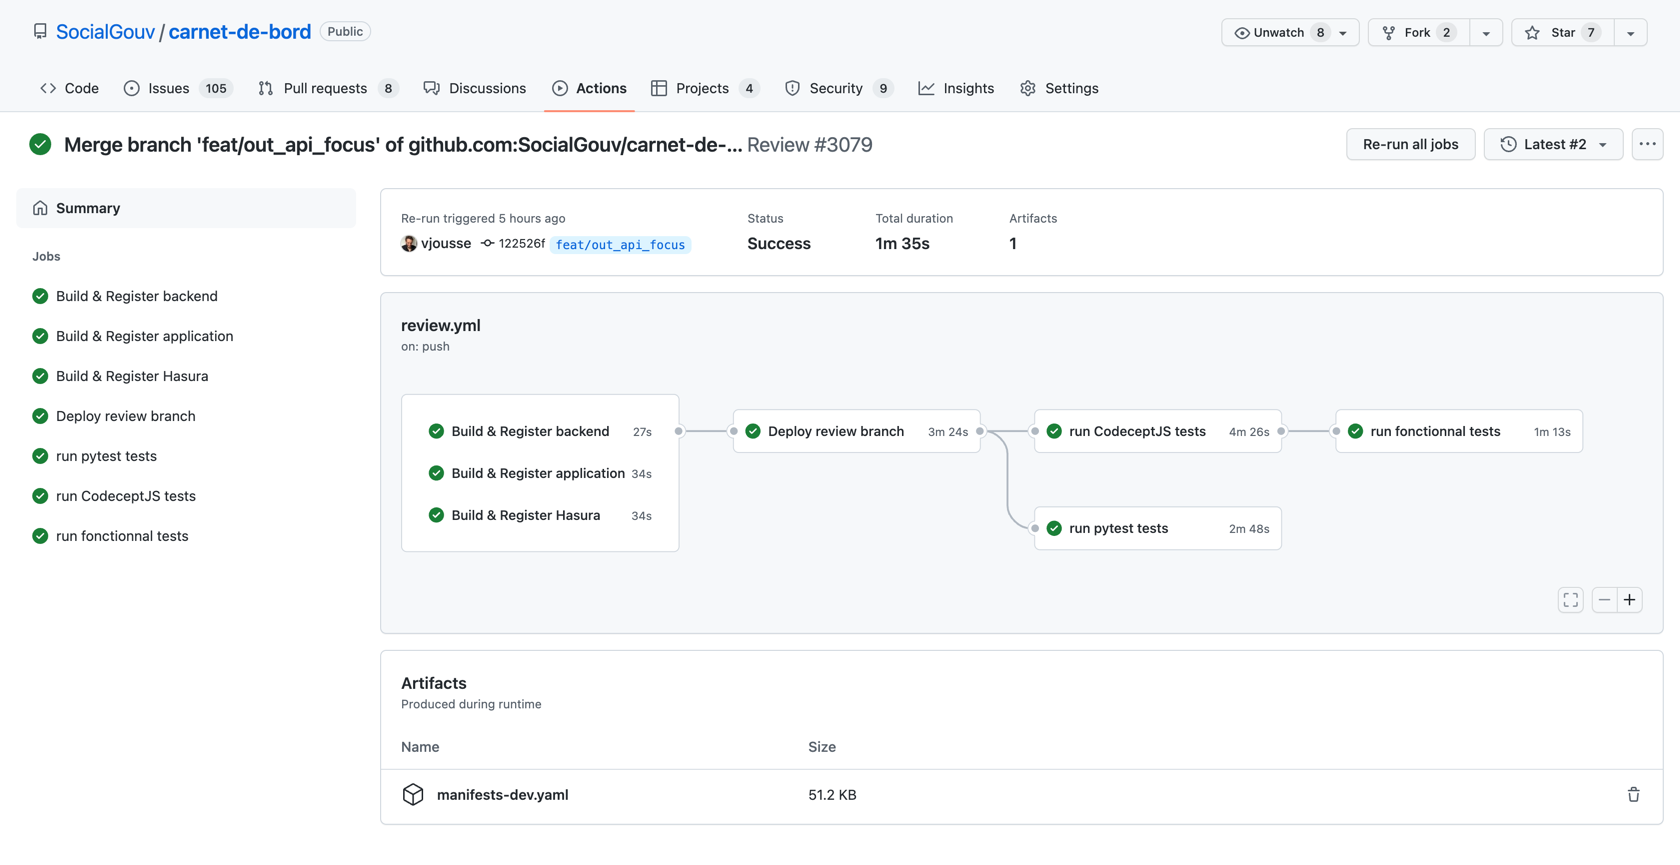 SocialGouv / carnet-de-bord Public
Unwatch 8 Fork 2 Star 7
Code Issues 105 Pull requests 8 Discussions Actions Projects 4 Security 9 Insights Settings
Merge branch 'feat/out_api_focus' of github.com:SocialGouv/carnet-de-... Review #3079
Re-run all jobs Latest #2 ...
Summary
Jobs
Build & Register backend
Build & Register application
Build & Register Hasura
Deploy review branch
run pytest tests
run CodeceptJS tests
run fonctionnal tests
Re-run triggered 5 hours ago Status Total duration Artifacts
vjousse 122526f feat/out_api_focus Success 1m 35s 1
review.yml
on: push
Build & Register backend 27s
Build & Register application 34s
Build & Register Hasura 34s
Deploy review branch 3m 24s
run CodeceptJS tests 4m 26s
run fonctionnal tests 1m 13s
run pytest tests 2m 48s
Artifacts
Produced during runtime
Name Size
manifests-dev.yaml 51.2 KB